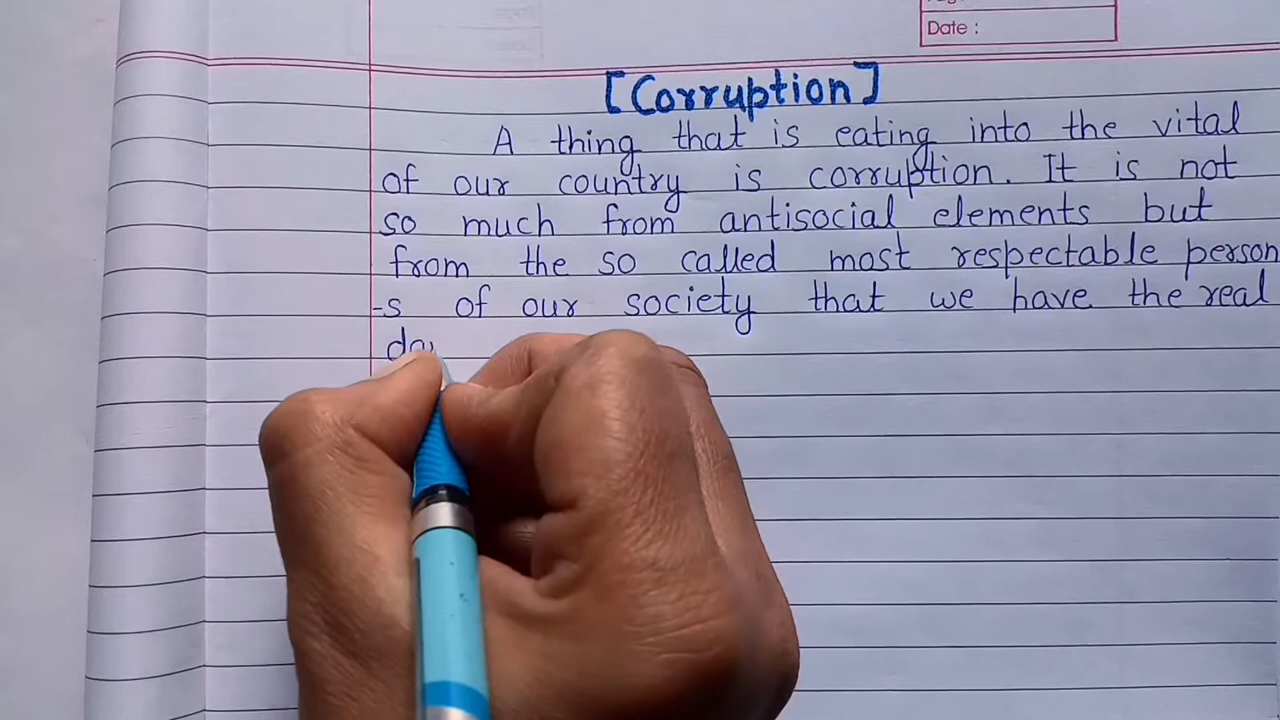 Date :
[Corruption]
A thing that is eating into the vital
of our country is corruption. It is not
so much from antisocial elements but
from the so called most respectable person
-s of our society that we have the real